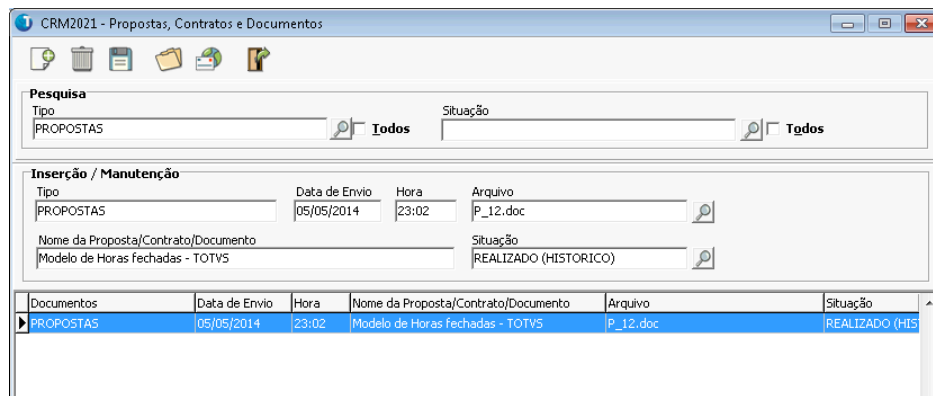 CRM2021 - Propostas, Contratos e Documentos
Pesquisa
Tipo Situação
PROPOSTAS Todos Todos
Inserção / Manutenção
Tipo Data de Envio Hora Arquivo
PROPOSTAS 05/05/2014 23:02 P_12.doc
Nome da Proposta/Contrato/Documento Situação
Modelo de Horas fechadas - TOTVS REALIZADO (HISTORICO)
Documentos Data de Envio Hora Nome da Proposta/Contrato/Documento Arquivo Situação
PROPOSTAS 05/05/2014 23:02 Modelo de Horas fechadas - TOTVS P_12.doc REALIZADO (HIS